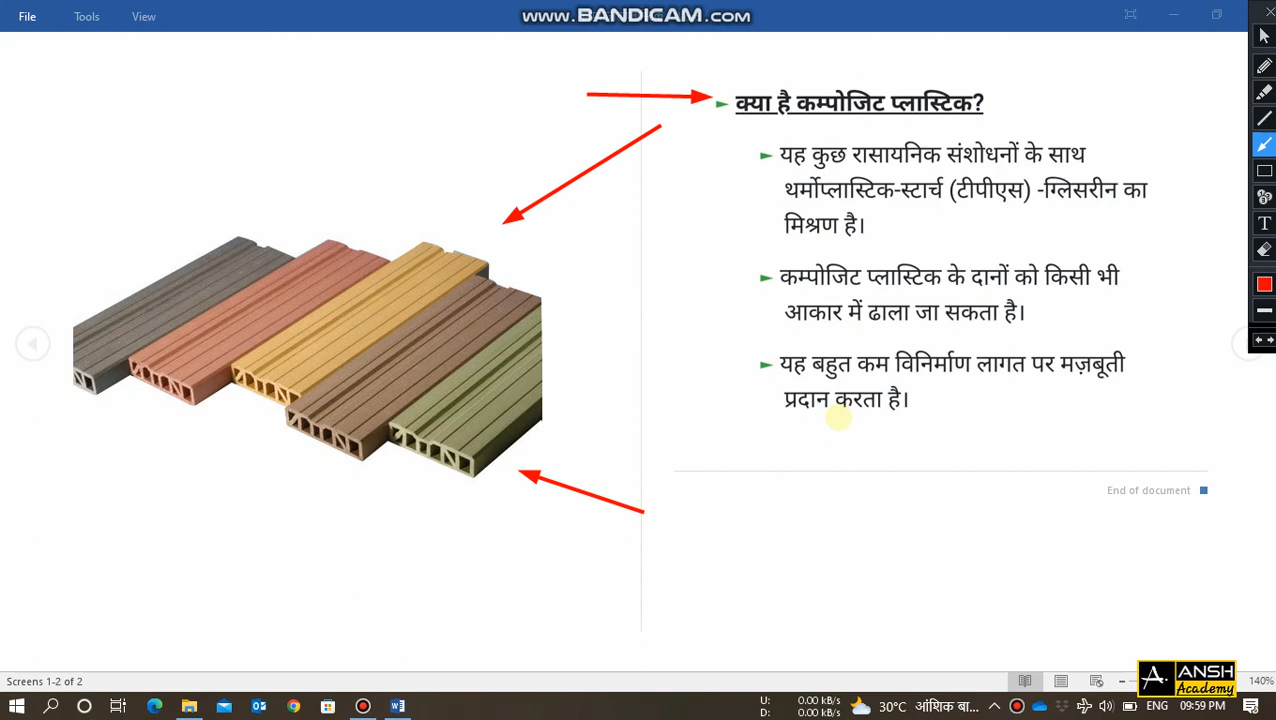 File Tools View
www.BANDICAM.com
क्या है कम्पोजिट प्लास्टिक?
यह कुछ रासायनिक संशोधनों के साथ
थर्मोप्लास्टिक-स्टार्च (टीपीएस) -ग्लिसरीन का
मिश्रण है।
कम्पोजिट प्लास्टिक के दानों को किसी भी
आकार में ढाला जा सकता है।
यह बहुत कम विनिर्माण लागत पर मज़बूती
प्रदान करता है।
End of document
Screens 1-2 of 2
140%
A. ANSH
Academy
U: 0.00 kB/s
D: 0.00 kB/s
30°C आंशिक बा...
ENG
09:59 PM